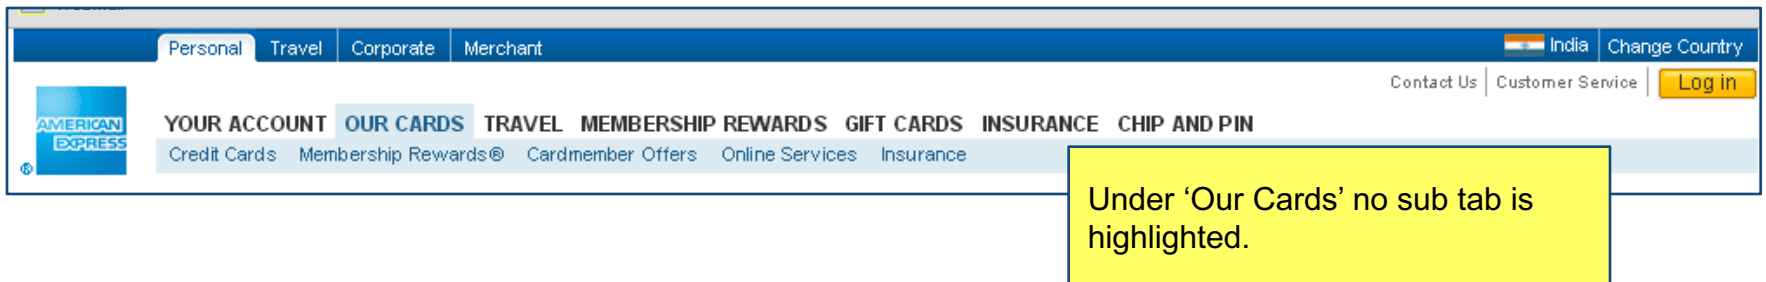 Personal Travel Corporate Merchant India Change Country
Contact Us Customer Service Log in
AMERICAN EXPRESS ®
YOUR ACCOUNT OUR CARDS TRAVEL MEMBERSHIP REWARDS GIFT CARDS INSURANCE CHIP AND PIN
Credit Cards Membership Rewards® Cardmember Offers Online Services Insurance
Under ‘Our Cards’ no sub tab is
highlighted.